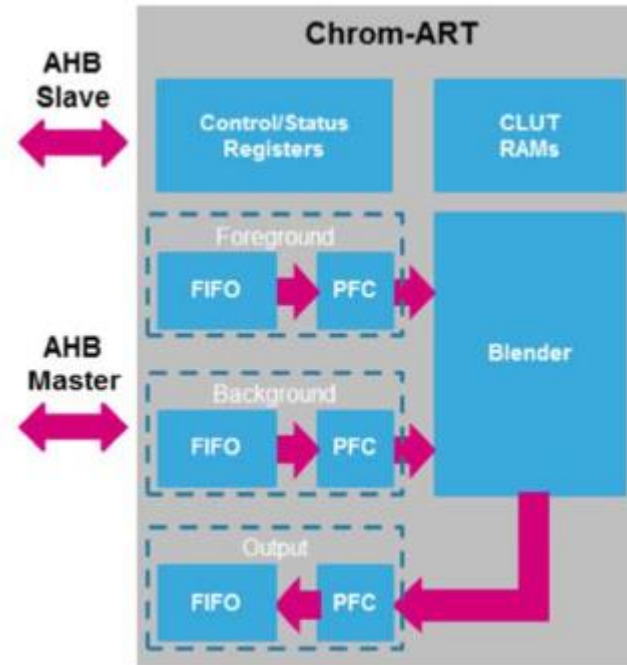 Chrom-ART
AHB
Slave
Control/Status
Registers
CLUT
RAMs
Foreground
FIFO
PFC
AHB
Master
Blender
Background
FIFO
PFC
Output
FIFO
PFC